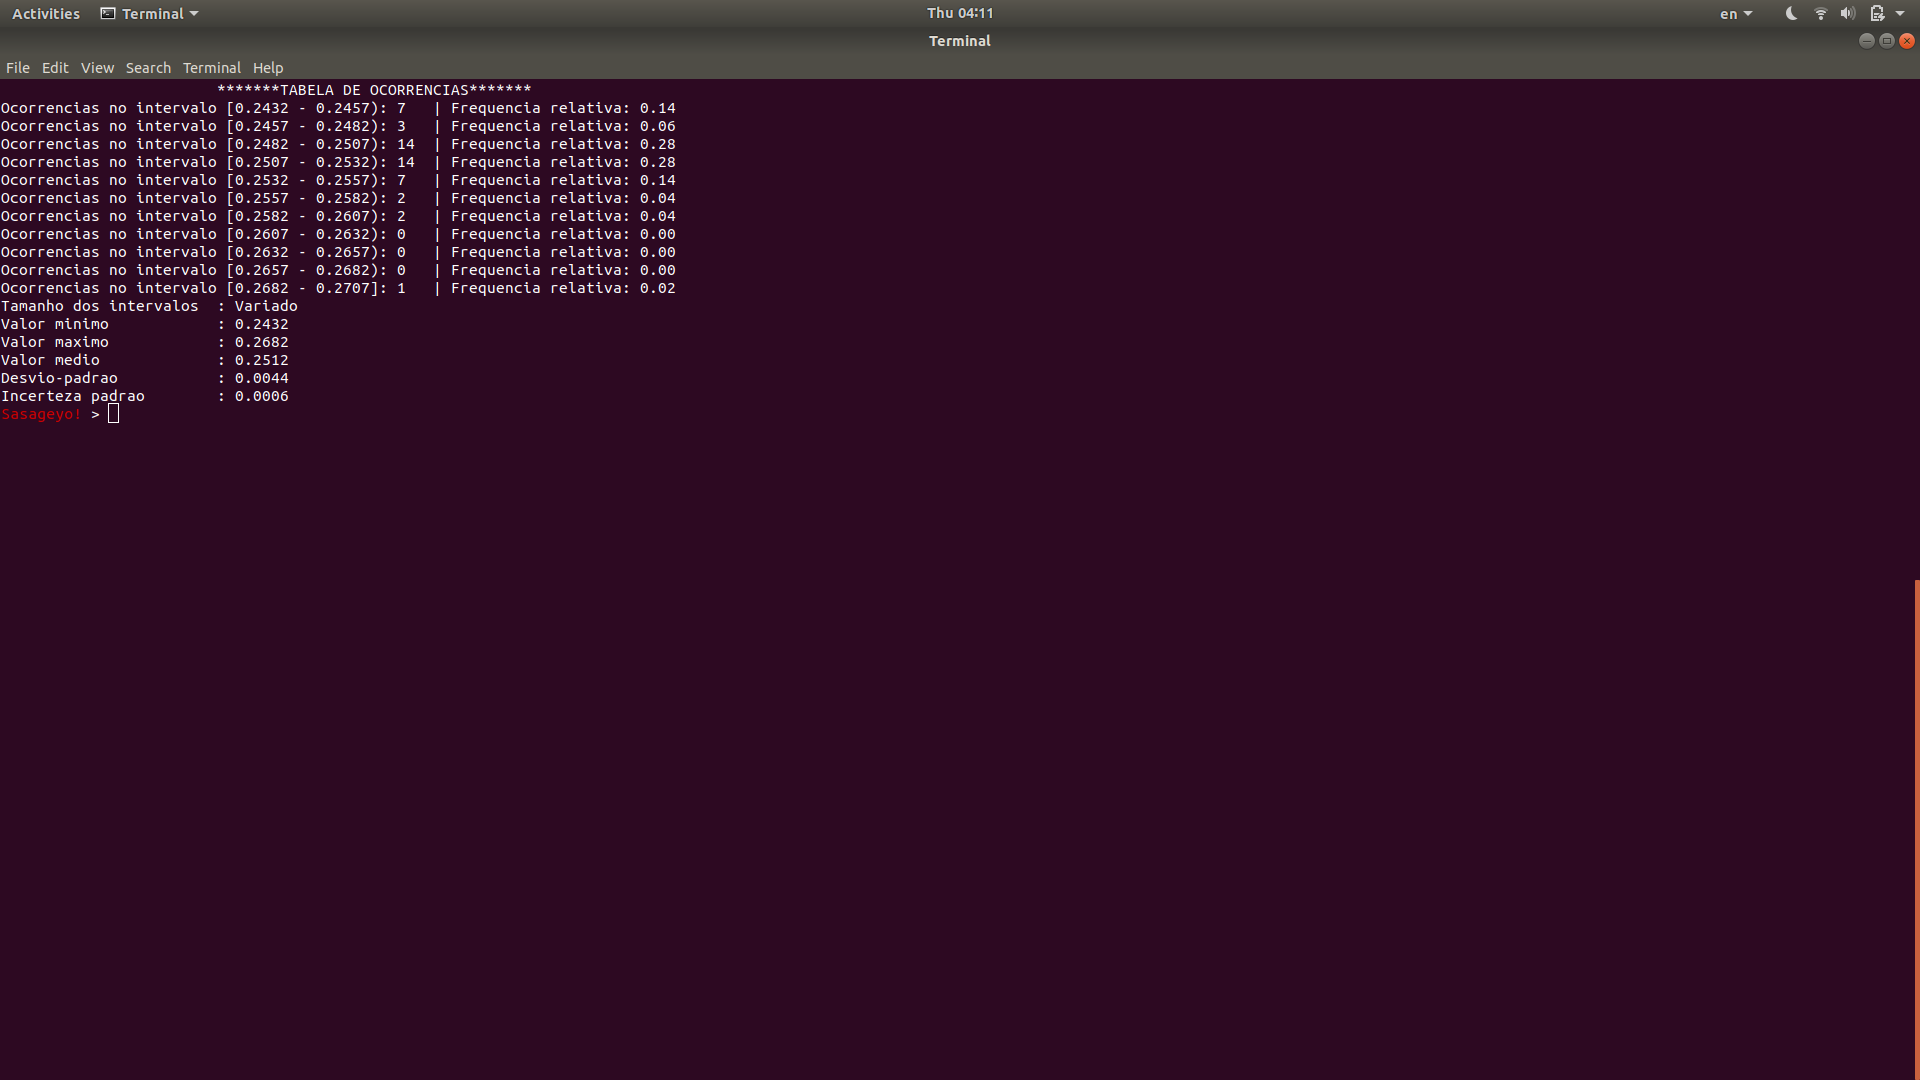 Activities Terminal Thu 04:11 en
Terminal
File Edit View Search Terminal Help
*******TABELA DE OCORRENCIAS*******
Ocorrencias no intervalo [0.2432 - 0.2457): 7 | Frequencia relativa: 0.14
Ocorrencias no intervalo [0.2457 - 0.2482): 3 | Frequencia relativa: 0.06
Ocorrencias no intervalo [0.2482 - 0.2507): 14 | Frequencia relativa: 0.28
Ocorrencias no intervalo [0.2507 - 0.2532): 14 | Frequencia relativa: 0.28
Ocorrencias no intervalo [0.2532 - 0.2557): 7 | Frequencia relativa: 0.14
Ocorrencias no intervalo [0.2557 - 0.2582): 2 | Frequencia relativa: 0.04
Ocorrencias no intervalo [0.2582 - 0.2607): 2 | Frequencia relativa: 0.04
Ocorrencias no intervalo [0.2607 - 0.2632): 0 | Frequencia relativa: 0.00
Ocorrencias no intervalo [0.2632 - 0.2657): 0 | Frequencia relativa: 0.00
Ocorrencias no intervalo [0.2657 - 0.2682): 0 | Frequencia relativa: 0.00
Ocorrencias no intervalo [0.2682 - 0.2707]: 1 | Frequencia relativa: 0.02
Tamanho dos intervalos : Variado
Valor minimo : 0.2432
Valor maximo : 0.2682
Valor medio : 0.2512
Desvio-padrao : 0.0044
Incerteza padrao : 0.0006
Sasageyo! >